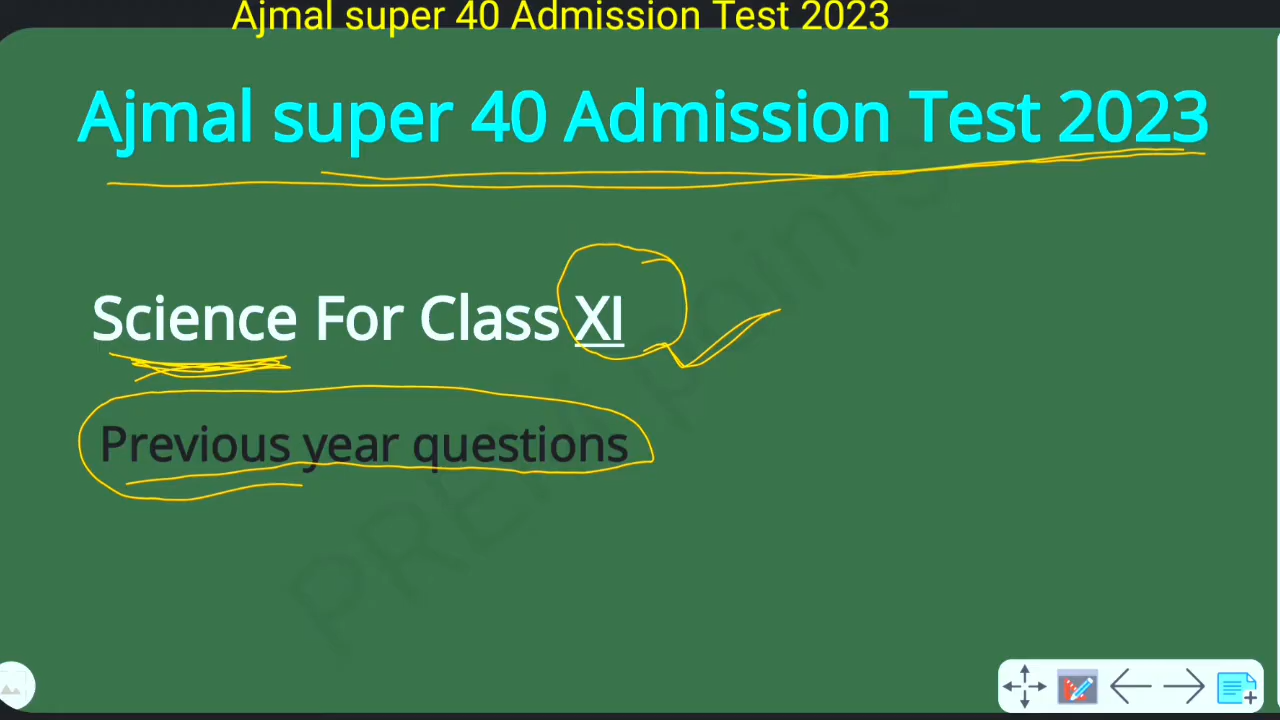 Ajmal super 40 Admission Test 2023
Ajmal super 40 Admission Test 2023
Science For Class XI
Previous year questions